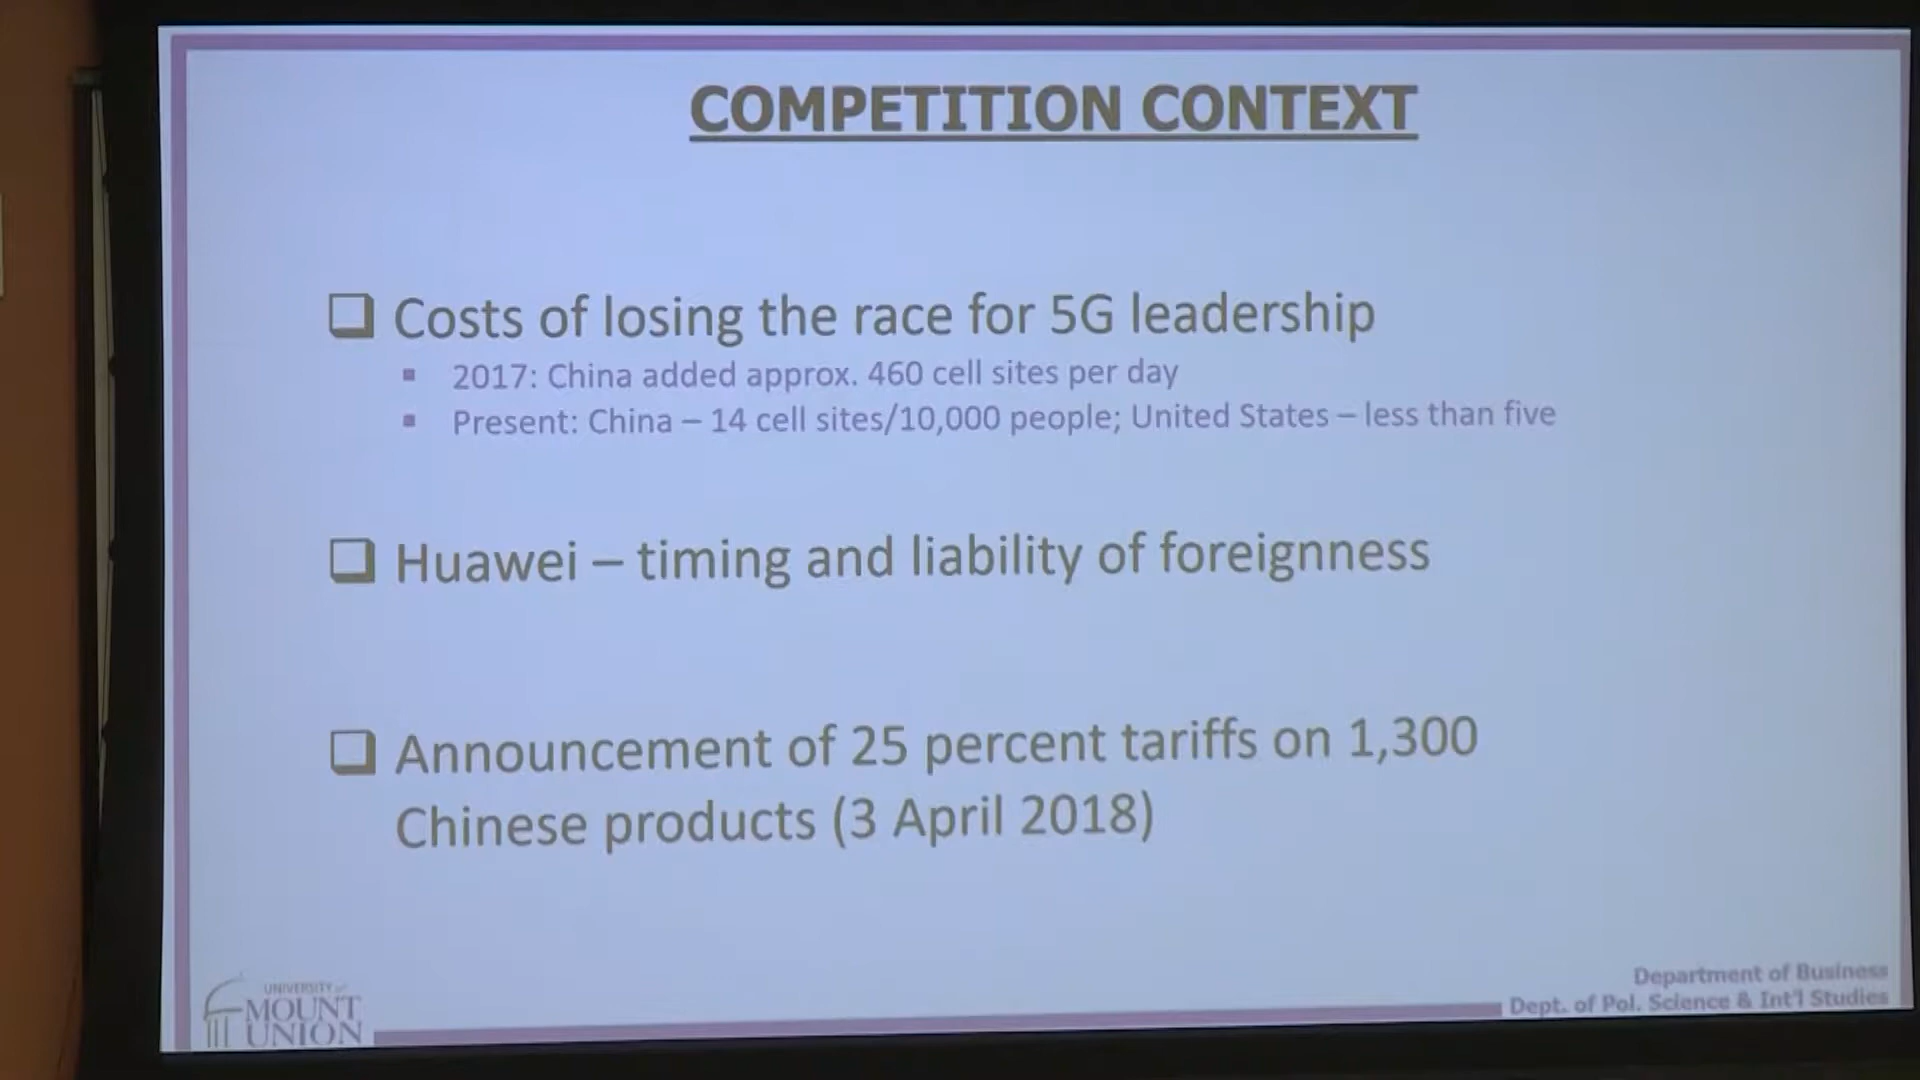 COMPETITION CONTEXT
Costs of losing the race for 5G leadership
2017: China added approx. 460 cell sites per day
Present: China – 14 cell sites/10,000 people; United States – less than five
Huawei – timing and liability of foreignness
Announcement of 25 percent tariffs on 1,300
Chinese products (3 April 2018)
UNIVERSITY of
MOUNT
UNION
Department of Business
Dept. of Pol. Science & Int'l Studies